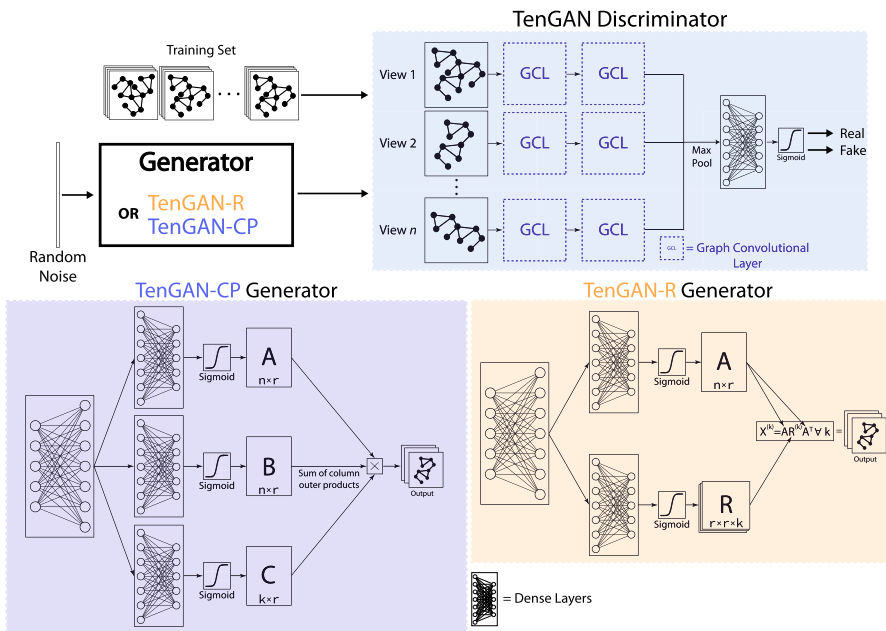 TenGAN Discriminator
Training Set
View 1
GCL
GCL
View 2
GCL
GCL
Max
Pool
Sigmoid
Real
Fake
View n
GCL
GCL
GCL
= Graph Convolutional
Layer
Generator
OR
TenGAN-R
TenGAN-CP
Random
Noise
TenGAN-CP Generator
Sigmoid
A
n×r
Sigmoid
B
n×r
Sum of column
outer products
×
Output
Sigmoid
C
k×r
TenGAN-R Generator
Sigmoid
A
n×r
X⁽ᵏ⁾=AR⁽ᵏ⁾Aᵀ∀ k
=
Output
Sigmoid
R
r×r×k
= Dense Layers